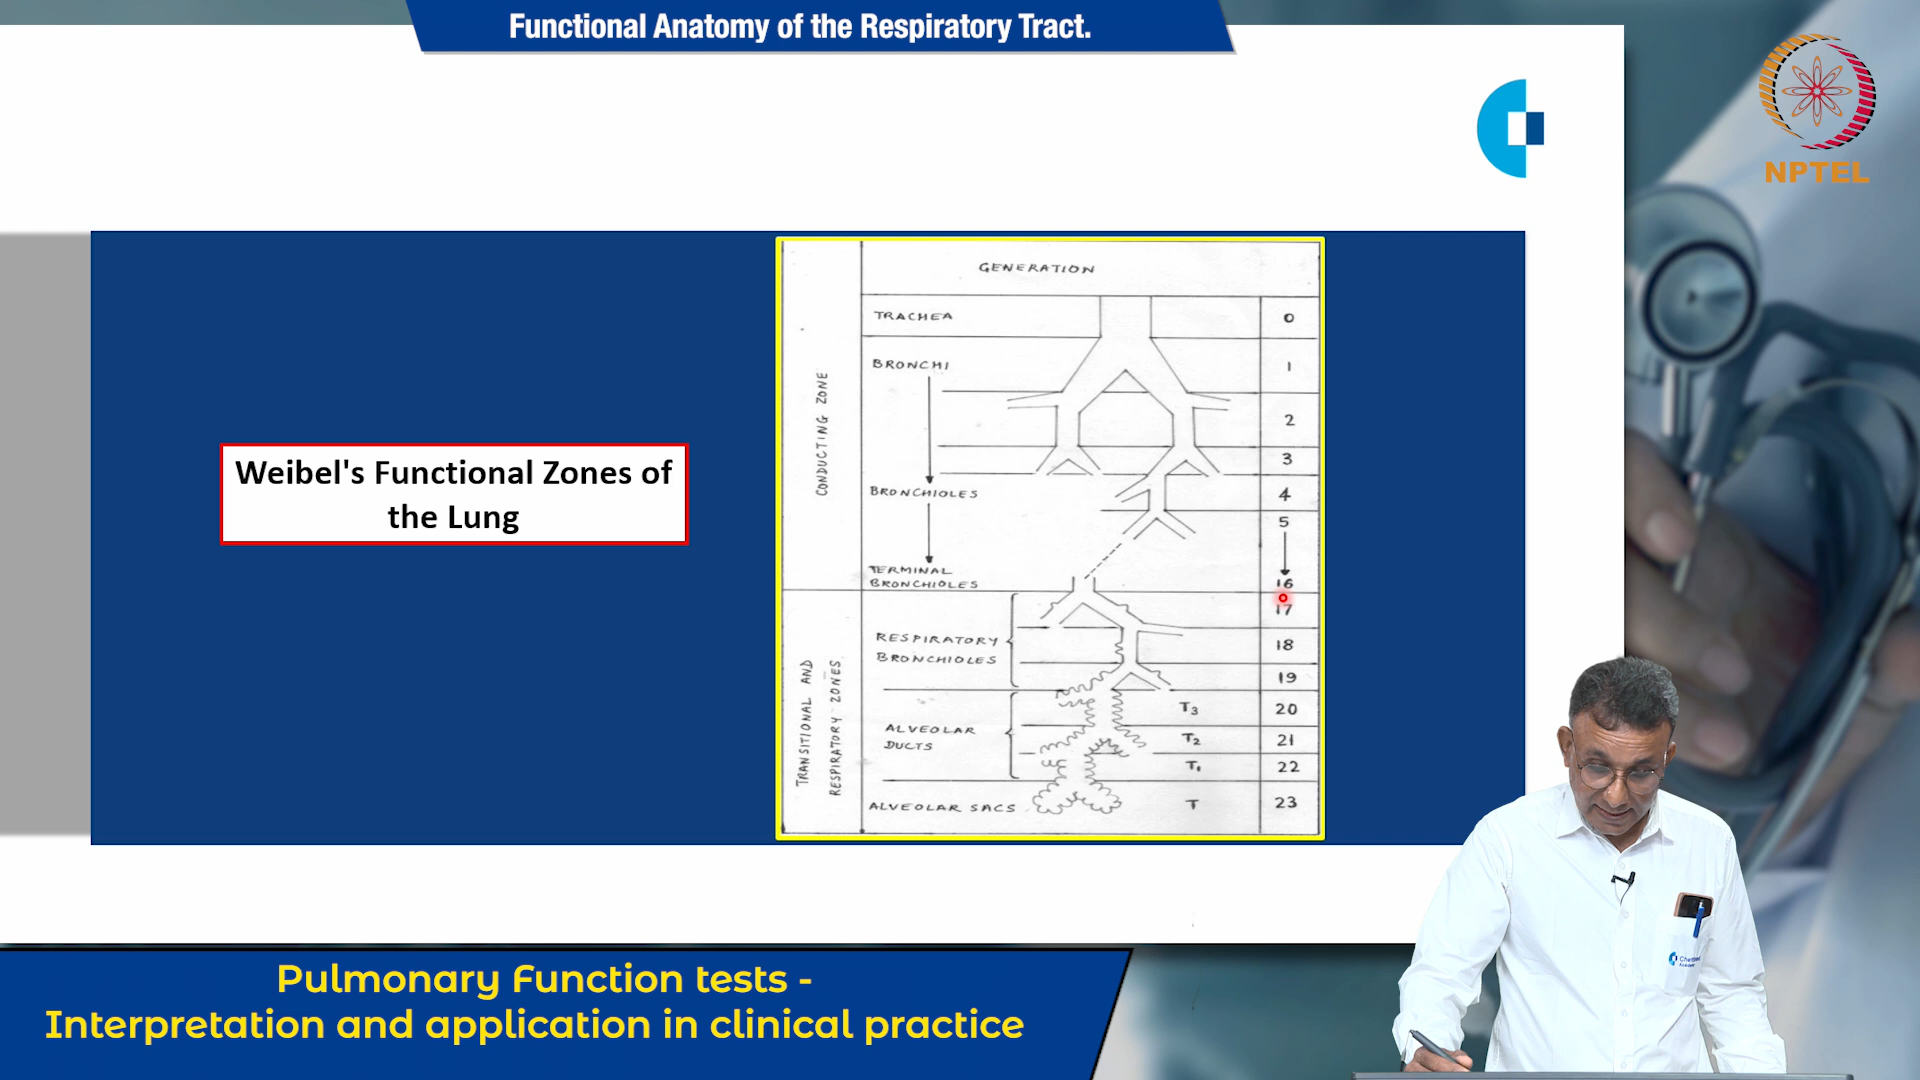 Functional Anatomy of the Respiratory Tract.
NPTEL
Weibel's Functional Zones of
the Lung
GENERATION
CONDUCTING ZONE
TRACHEA 0
BRONCHI 1
2
3
BRONCHIOLES 4
5
TERMINAL
BRONCHIOLES 16
17
RESPIRATORY 18
BRONCHIOLES
19
TRANSITIONAL AND
RESPIRATORY ZONES
T3 20
ALVEOLAR
DUCTS T2 21
T1 22
ALVEOLAR SACS T 23
Pulmonary Function tests -
Interpretation and application in clinical practice